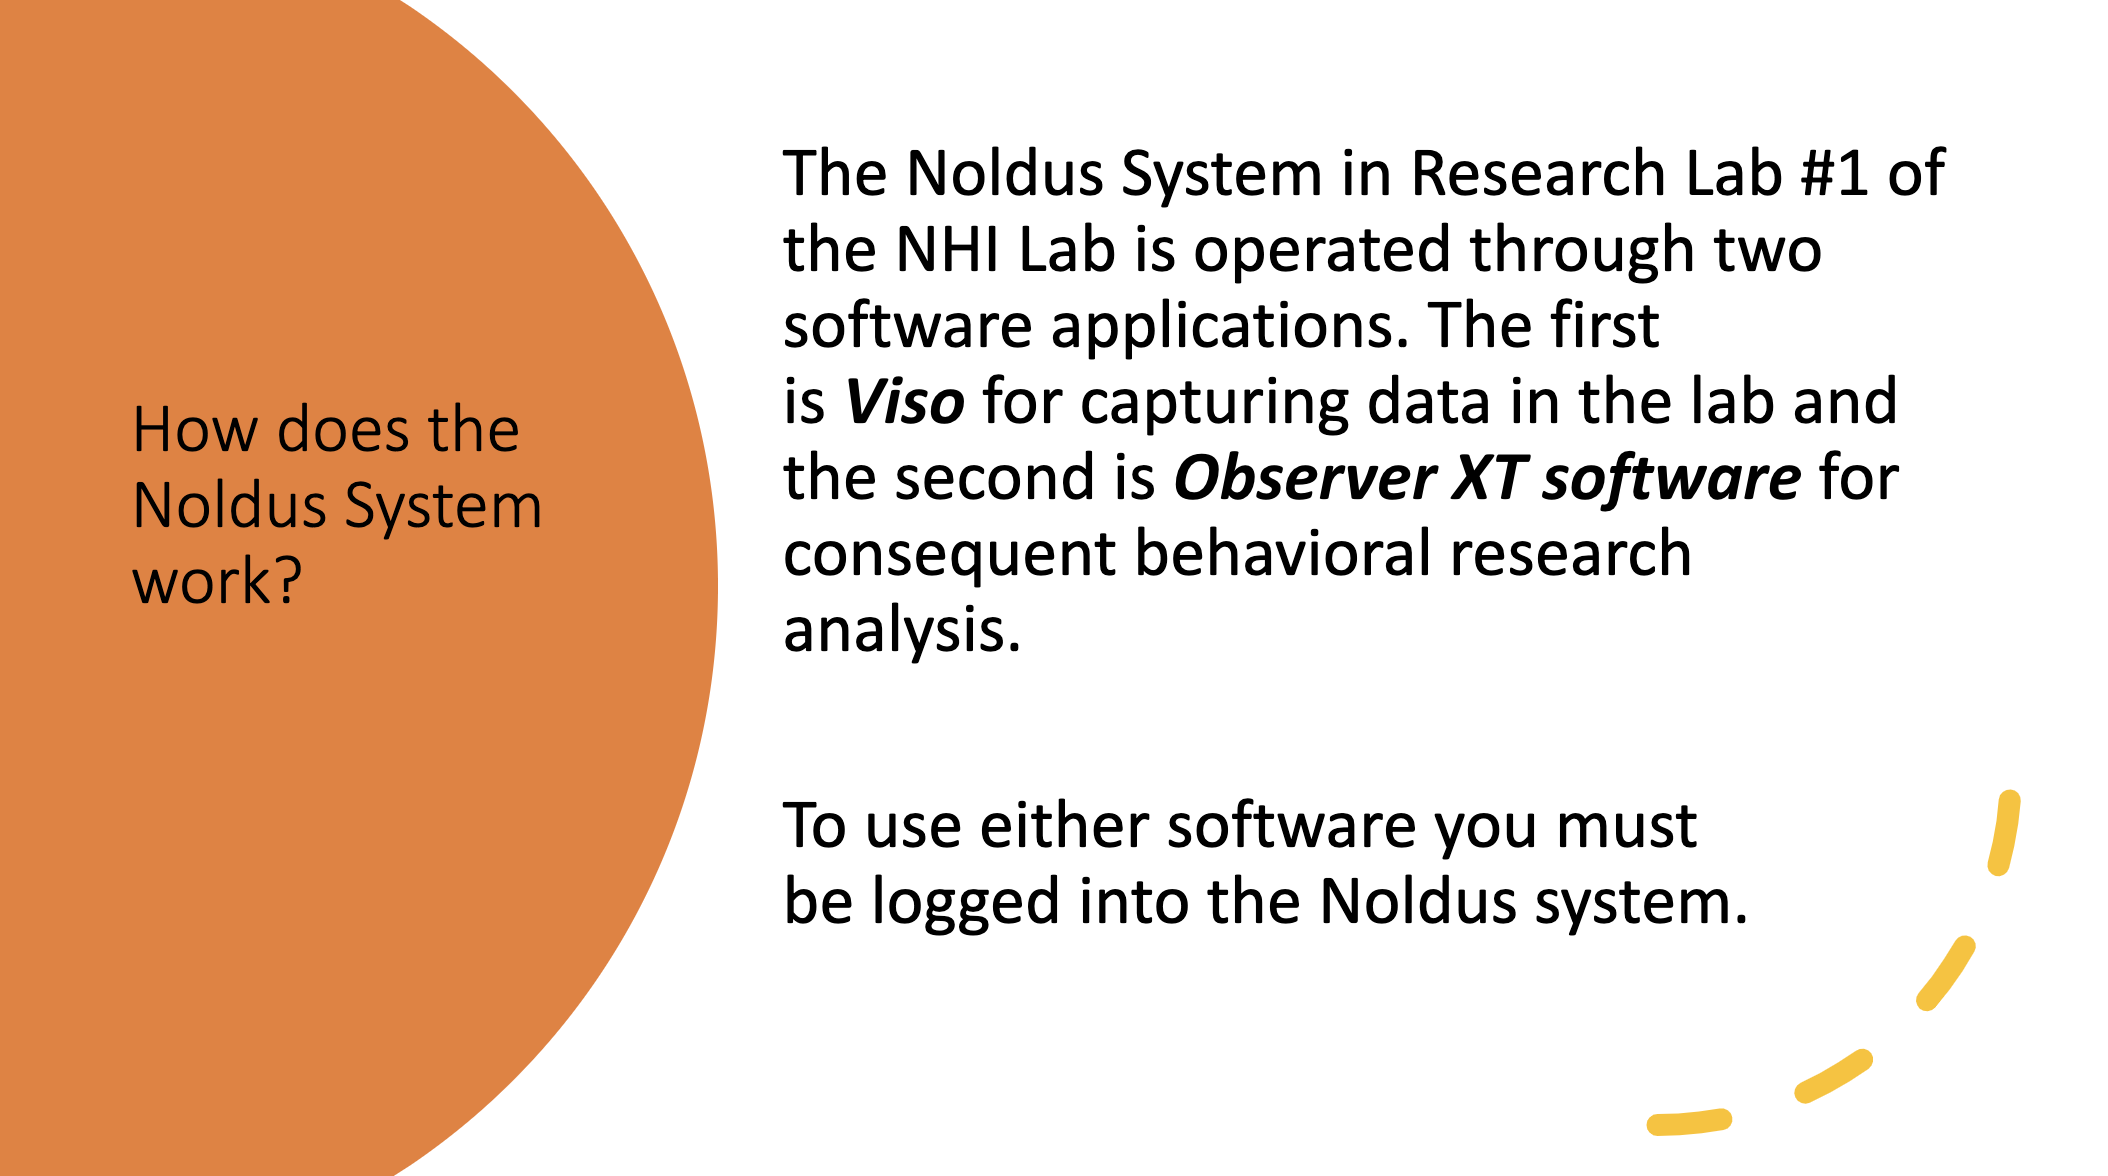 How does the
Noldus System
work?
The Noldus System in Research Lab #1 of
the NHI Lab is operated through two
software applications. The first
is Viso for capturing data in the lab and
the second is Observer XT software for
consequent behavioral research
analysis.
To use either software you must
be logged into the Noldus system.